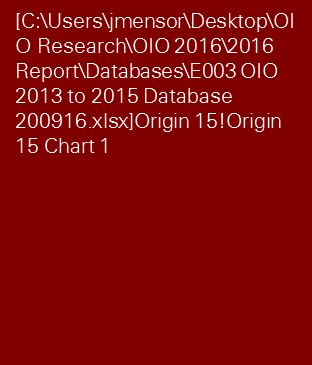 [C:\Users\jmensor\Desktop\OI
O Research\OIO 2016\2016
Report\Databases\E003 OIO
2013 to 2015 Database
200916.xlsx]Origin 15!Origin
15 Chart 1